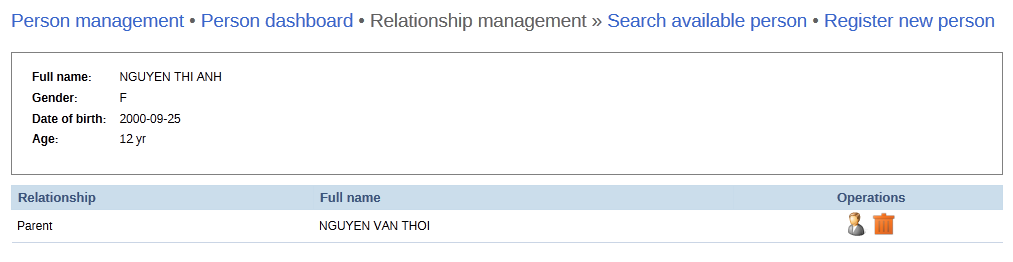 Person management • Person dashboard • Relationship management » Search available person • Register new person
Full name: NGUYEN THI ANH
Gender: F
Date of birth: 2000-09-25
Age: 12 yr
Relationship Full name Operations
Parent NGUYEN VAN THOI